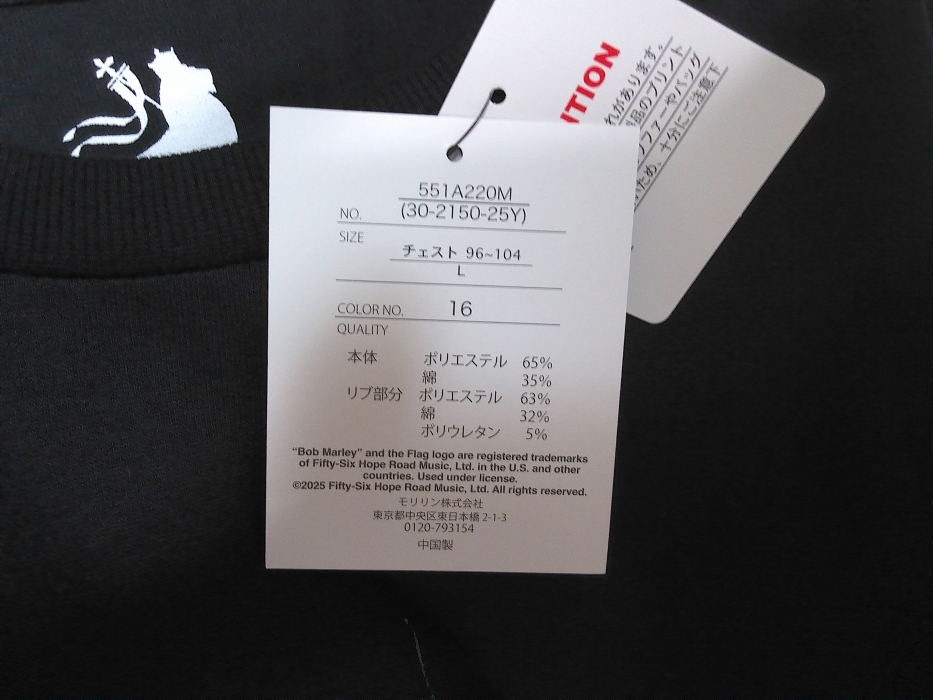 551A220M
NO. (30-2150-25Y)
SIZE
チェスト 96~104
L
COLOR NO. 16
QUALITY
本体 ポリエステル 65%
綿 35%
リブ部分 ポリエステル 63%
綿 32%
ポリウレタン 5%
“Bob Marley” and the Flag logo are registered trademarks
of Fifty-Six Hope Road Music, Ltd. in the U.S. and other
countries. Used under license.
©2025 Fifty-Six Hope Road Music, Ltd. All rights reserved.
モリリン株式会社
東京都中央区東日本橋 2-1-3
0120-793154
中国製
TION
れがあります。
品のプリント
ファーやバッグ
ため、十分にご注意下